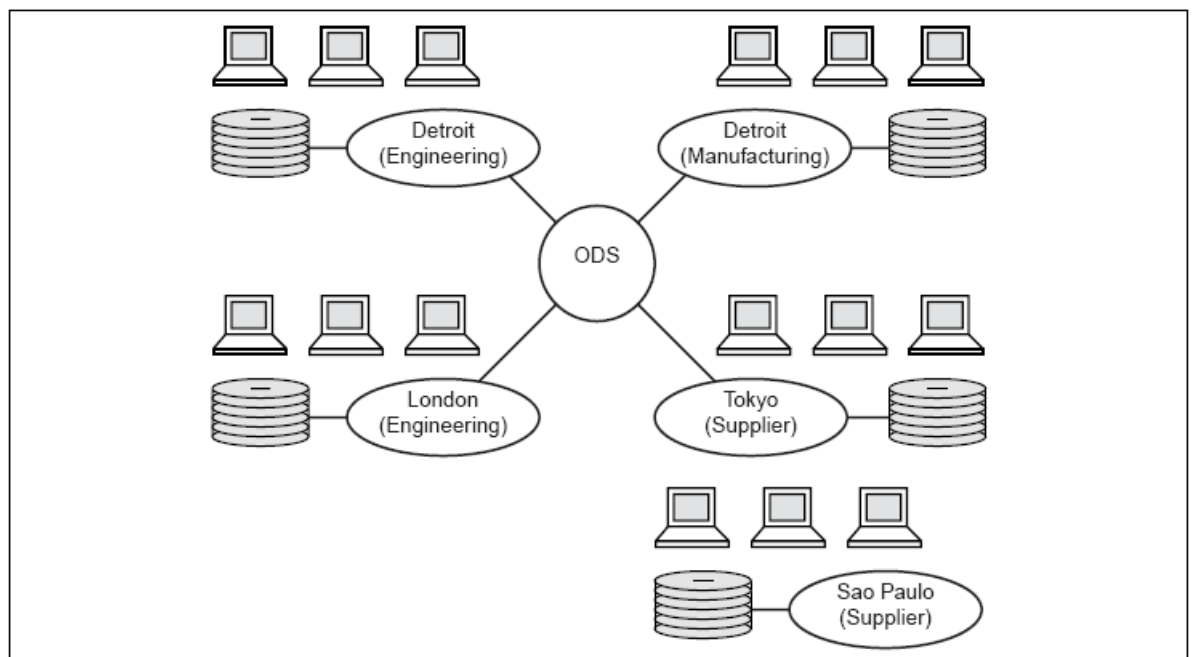 Detroit
(Engineering)
Detroit
(Manufacturing)
ODS
London
(Engineering)
Tokyo
(Supplier)
Sao Paulo
(Supplier)